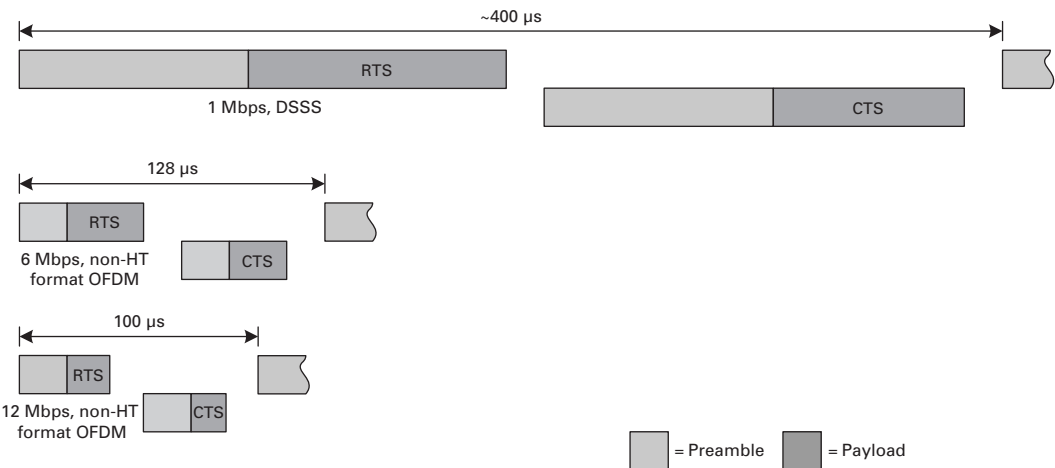 ~400 μs
RTS
1 Mbps, DSSS
CTS
128 μs
RTS
6 Mbps, non-HT
format OFDM
CTS
100 μs
RTS
12 Mbps, non-HT
format OFDM
CTS
= Preamble
= Payload